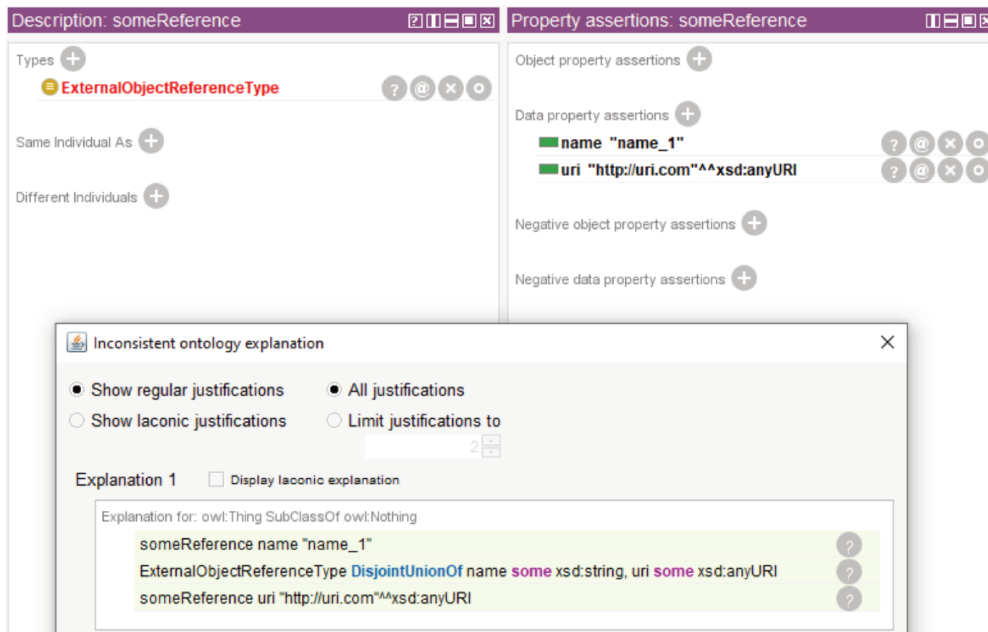 Description: someReference
Types
ExternalObjectReferenceType
Same Individual As
Different Individuals
Property assertions: someReference
Object property assertions
Data property assertions
name "name_1"
uri "http://uri.com"^^xsd:anyURI
Negative object property assertions
Negative data property assertions
Inconsistent ontology explanation
Show regular justifications
All justifications
Show laconic justifications
Limit justifications to
2
Explanation 1
Display laconic explanation
Explanation for: owl:Thing SubClassOf owl:Nothing
someReference name "name_1"
ExternalObjectReferenceType DisjointUnionOf name some xsd:string, uri some xsd:anyURI
someReference uri "http://uri.com"^^xsd:anyURI